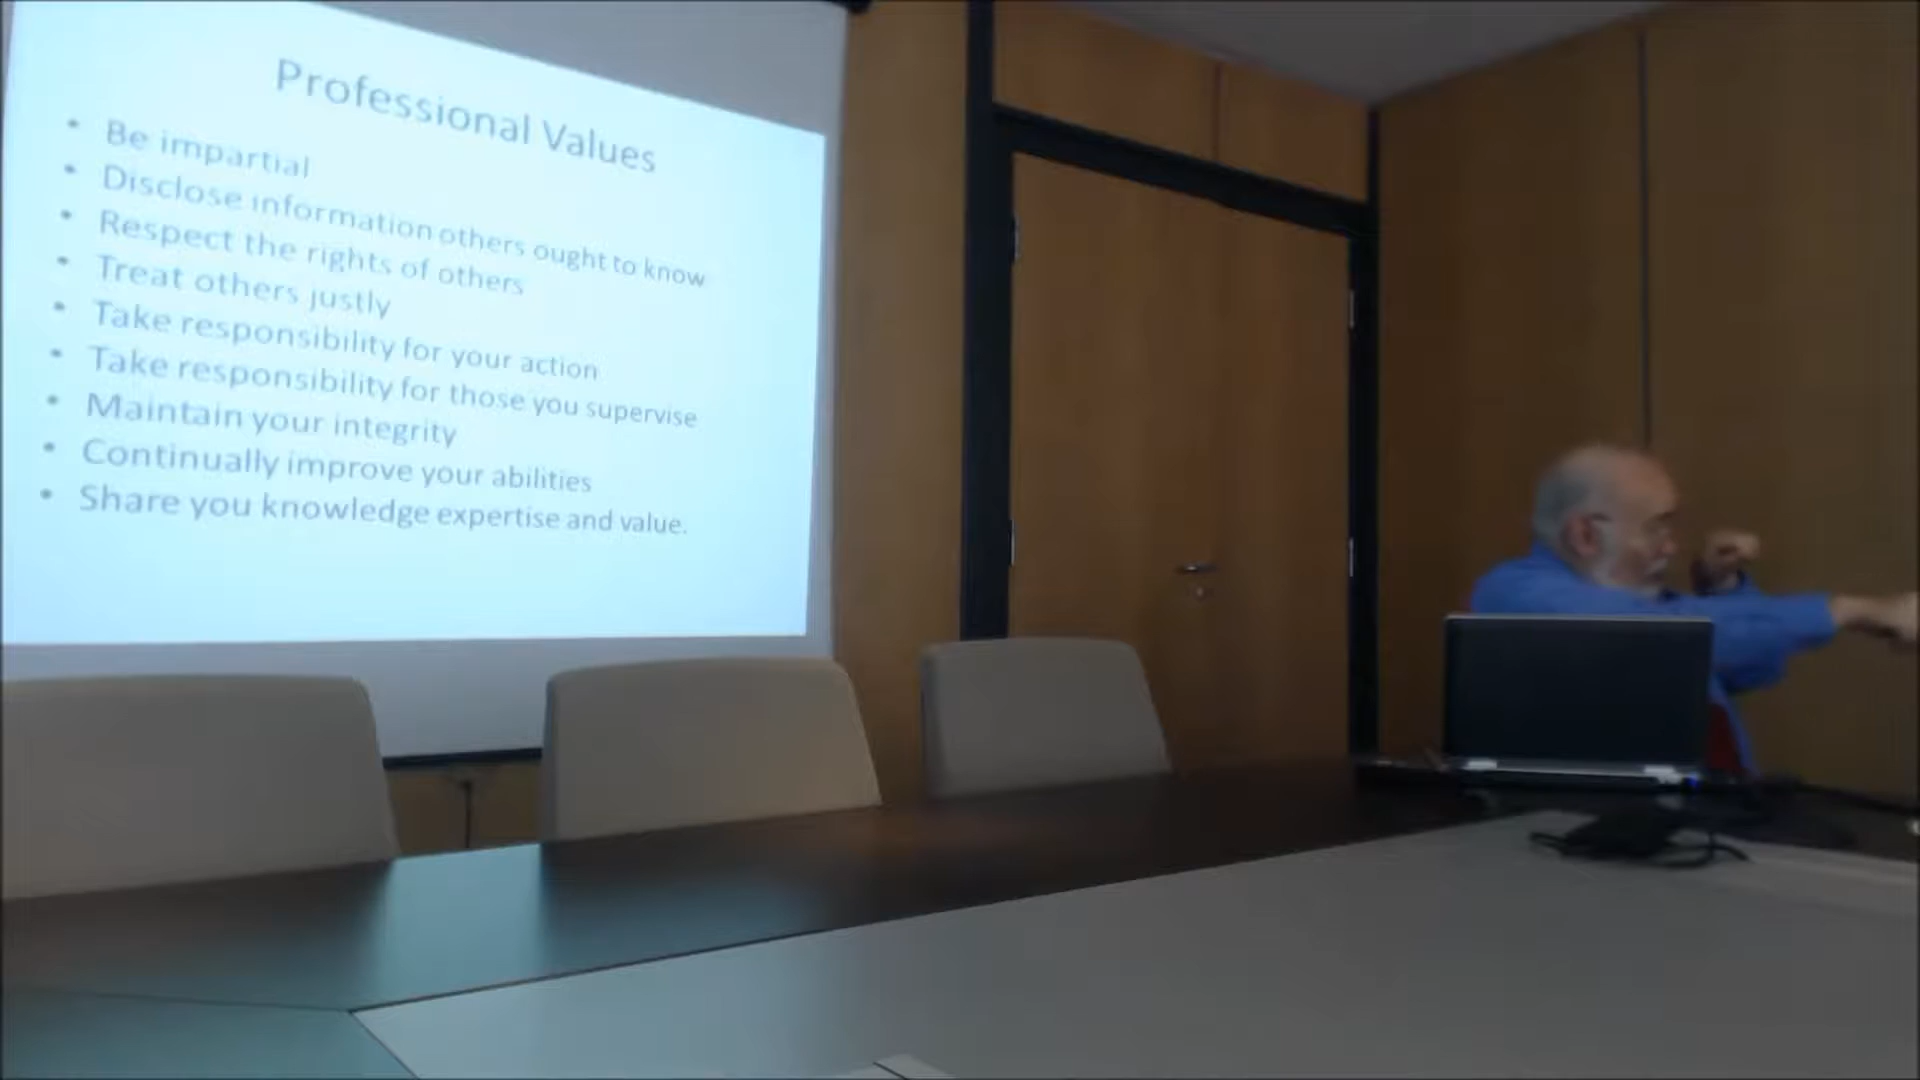 Professional Values
• Be impartial
• Disclose information others ought to know
• Respect the rights of others
• Treat others justly
• Take responsibility for your action
• Take responsibility for those you supervise
• Maintain your integrity
• Continually improve your abilities
• Share you knowledge expertise and value.